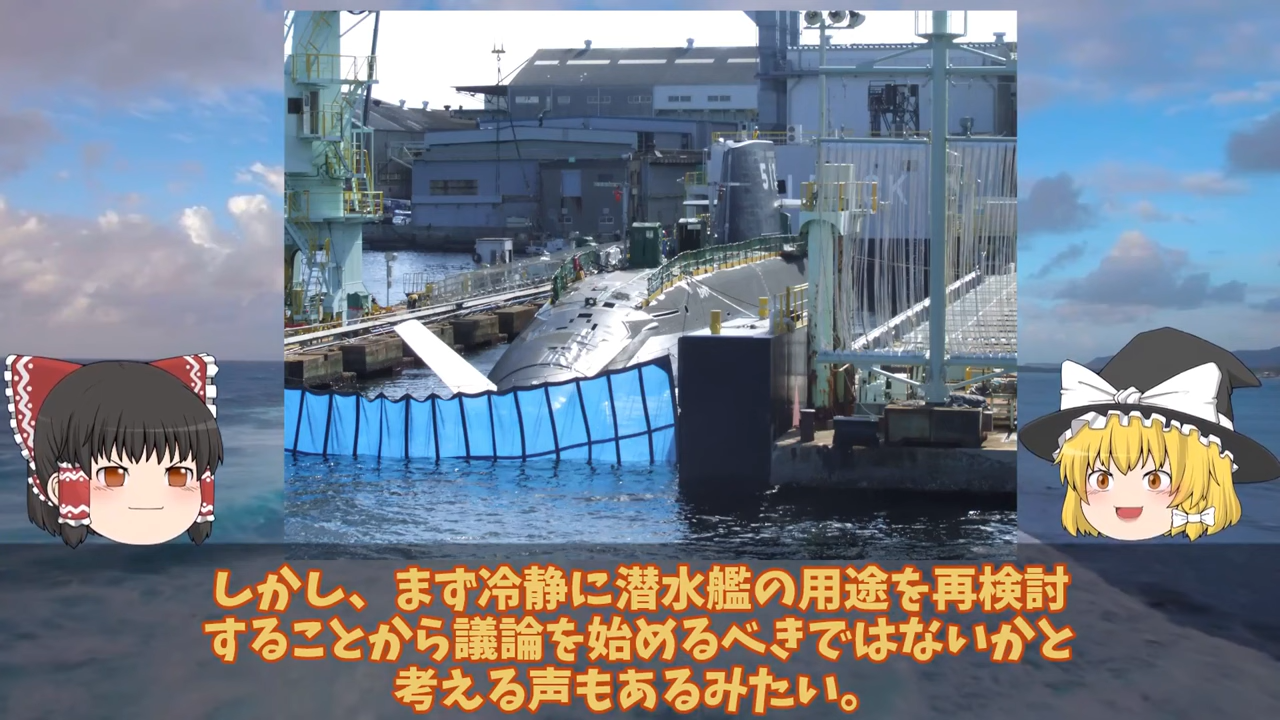 51
しかし、まず冷静に潜水艦の用途を再検討
することから議論を始めるべきではないかと
考える声もあるみたい。